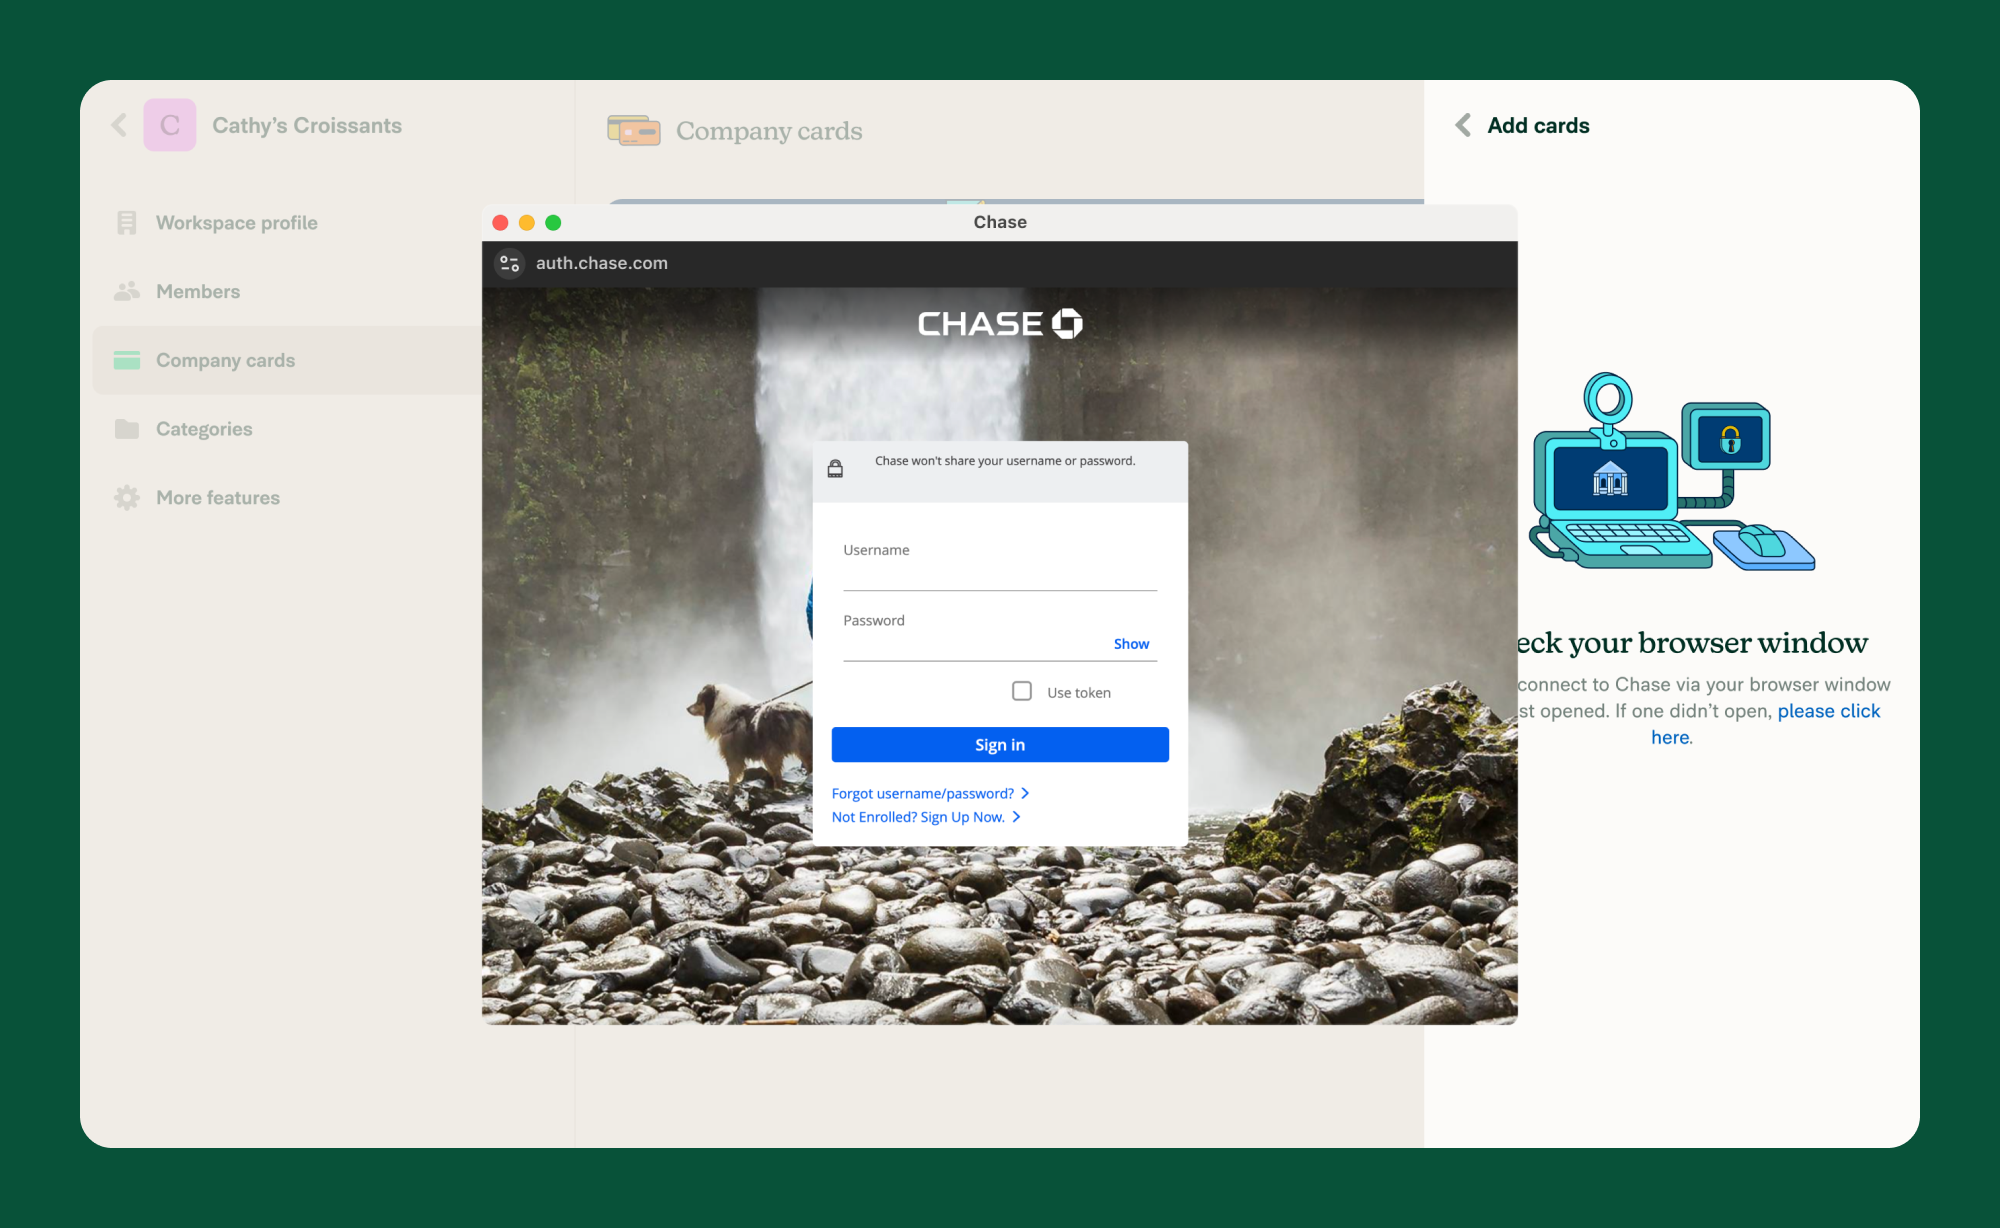 C
Cathy’s Croissants
Workspace profile
Members
Company cards
Categories
More features
Company cards
Chase
auth.chase.com
CHASE
Chase won't share your username or password.
Username
Password
Show
Use token
Sign in
Forgot username/password?
Not Enrolled? Sign Up Now.
Add cards
eck your browser window
connect to Chase via your browser window
st opened. If one didn’t open, please click
here.